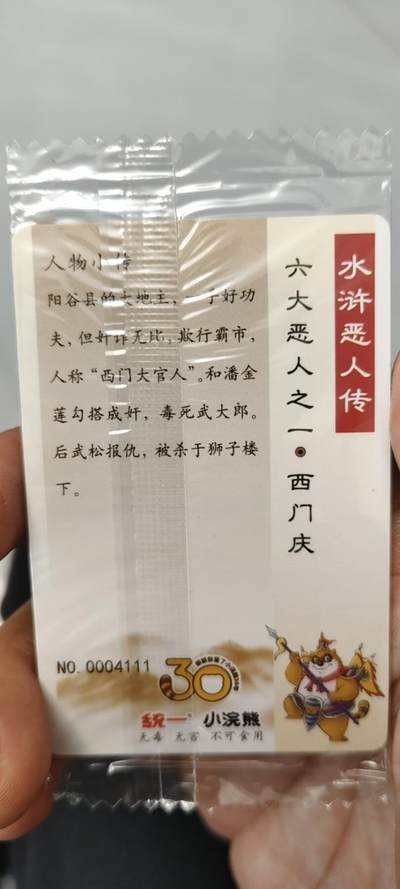 水浒恶人传
六大恶人之一·西门庆
人物小传
阳谷县的大地主，一手好功
夫，但奸诈无比，欺行霸市，
人称“西门大官人”。和潘金
莲勾搭成奸，毒死武大郎。
后武松报仇，被杀于狮子楼
下。
NO.0004111
30
统一 小浣熊
无毒 无害 不可食用